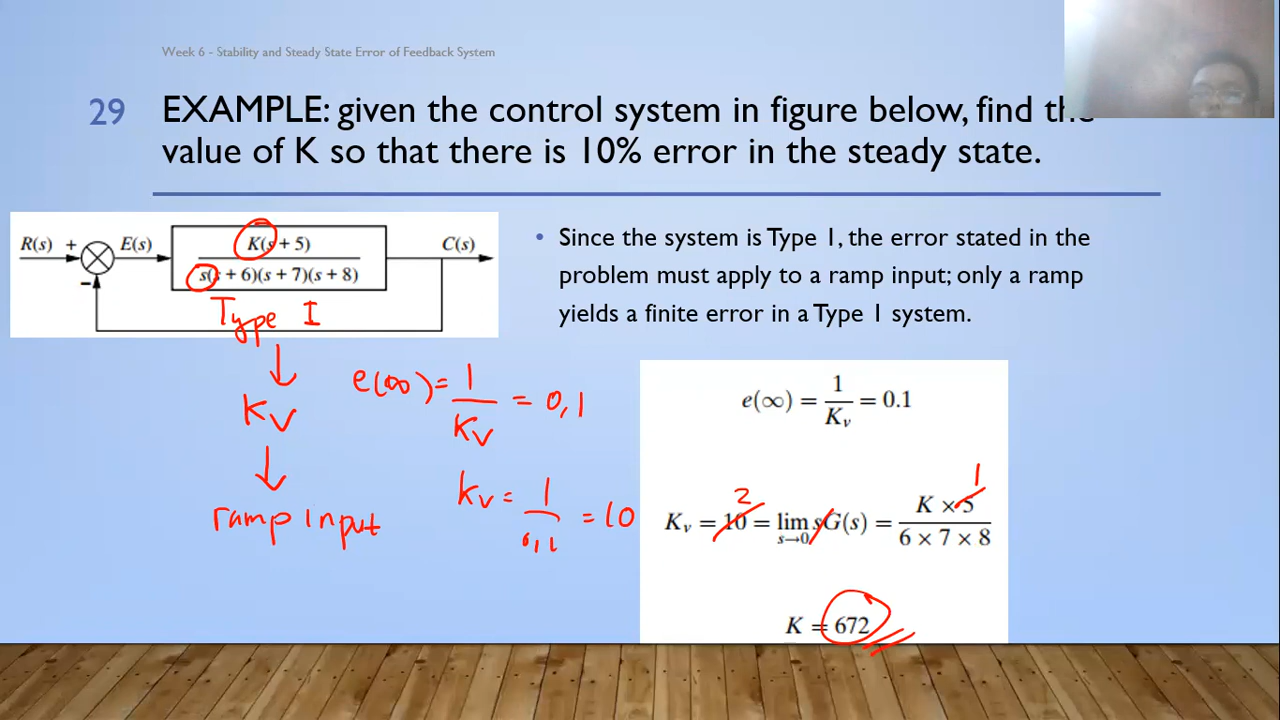 Week 6 - Stability and Steady State Error of Feedback System
29
EXAMPLE: given the control system in figure below, find the
value of K so that there is 10% error in the steady state.
R(s) + E(s) K(s + 5) C(s)
s(s + 6)(s + 7)(s + 8)
−
Type I
Kv
ramp input
e(∞) = 1/Kv = 0,1
Kv = 1/0,1 = 10
• Since the system is Type 1, the error stated in the
problem must apply to a ramp input; only a ramp
yields a finite error in a Type 1 system.
e(∞) = 1/K_v = 0.1
2 1
K_v = 10 = lim s→0 sG(s) = K × 5 / 6 × 7 × 8
K = 672